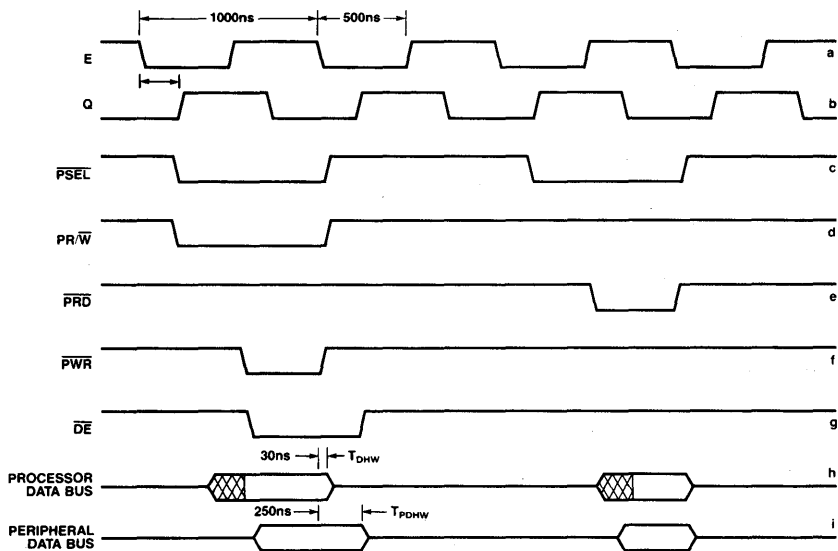 1000ns 500ns
E a
Q b
PSEL c
PR/W d
PRD e
PWR f
DE g
30ns TDHW
PROCESSOR DATA BUS h
250ns TPDHW
PERIPHERAL DATA BUS i